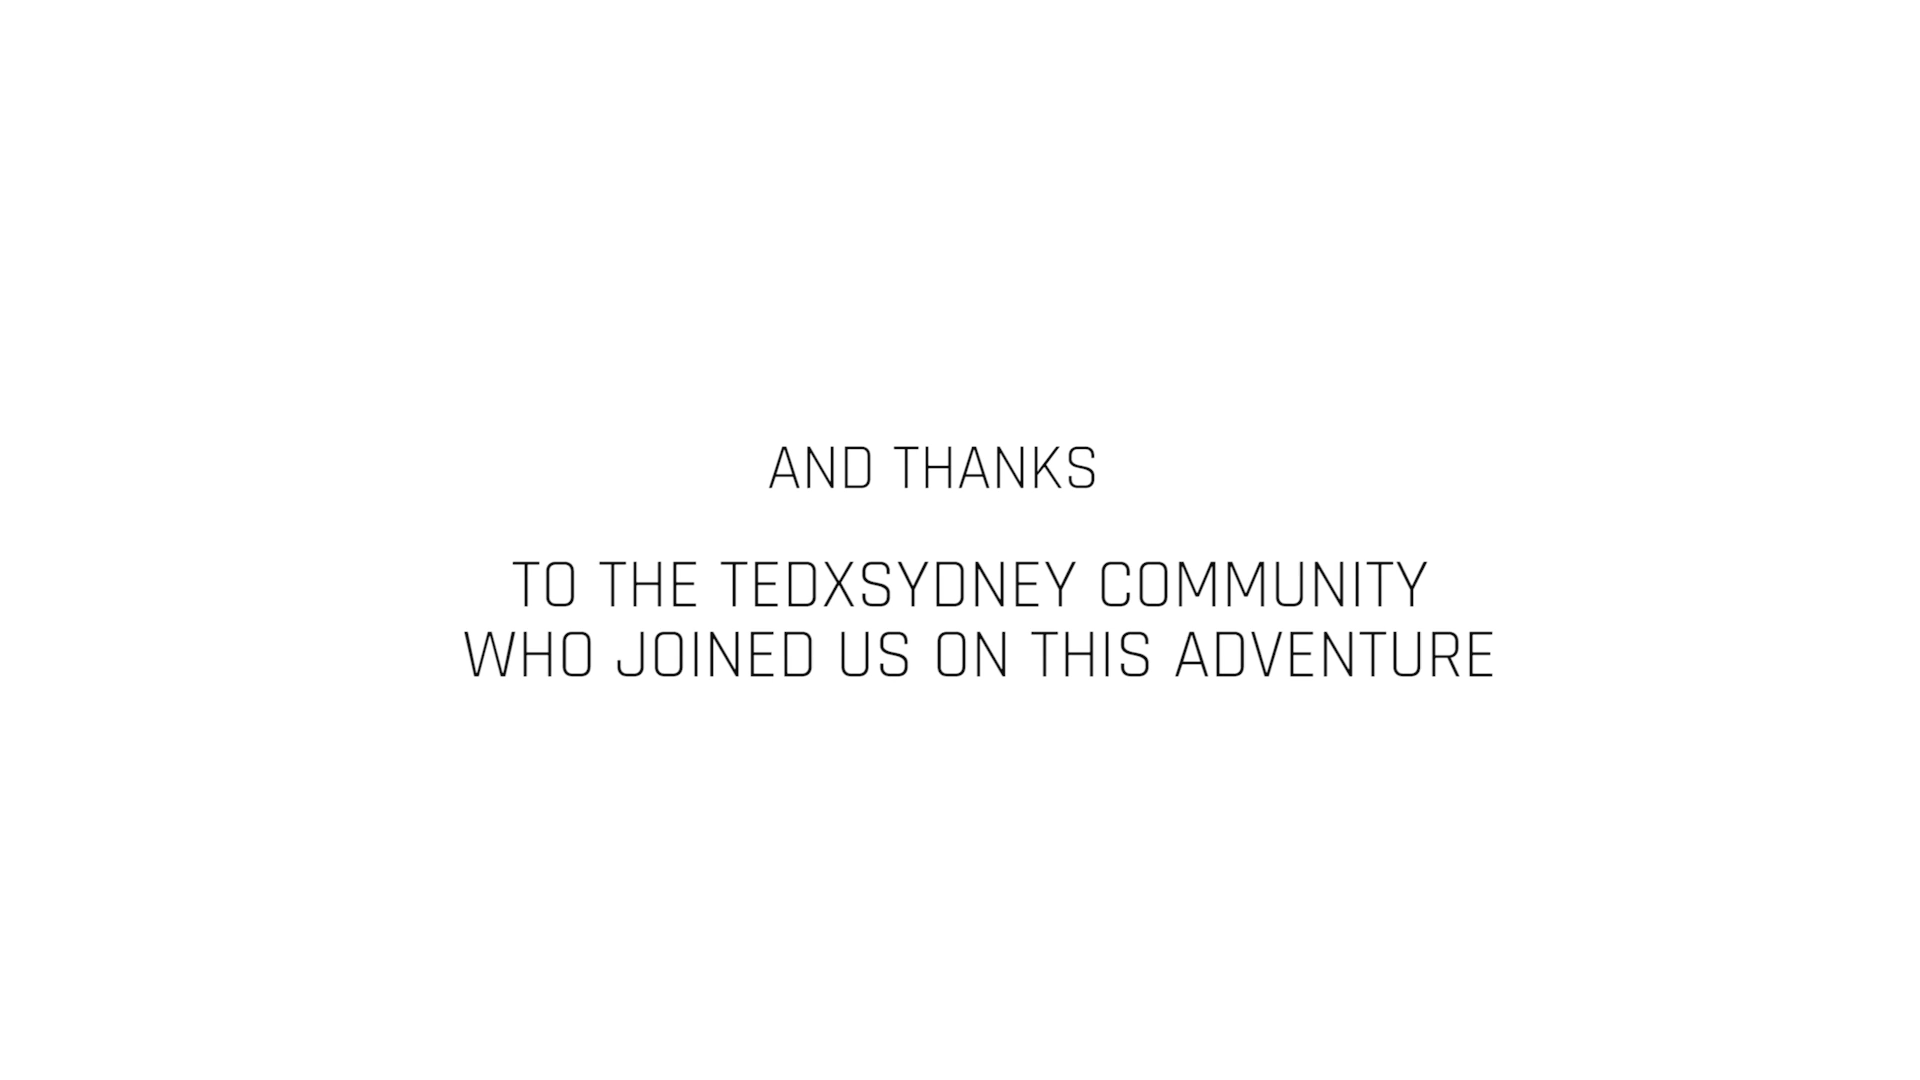 AND THANKS
TO THE TEDXSYDNEY COMMUNITY
WHO JOINED US ON THIS ADVENTURE